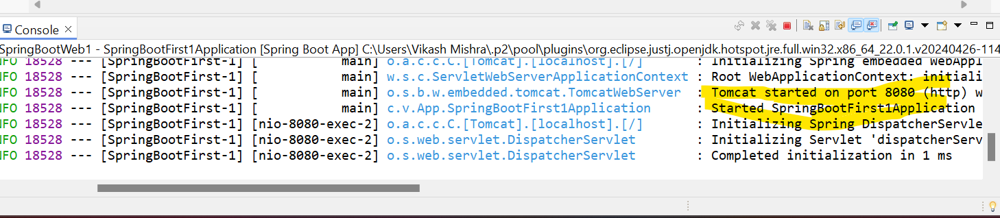 Console
SpringBootWeb1 - SpringBootFirst1Application [Spring Boot App] C:\Users\Vikash Mishra\.p2\pool\plugins\org.eclipse.justj.openjdk.hotspot.jre.full.win32.x86_64_22.0.1.v20240426-114
NFO 18528 --- [SpringBootFirst-1] [ main] o.a.c.c.C.[Tomcat].[localhost].[/] : Initializing Spring embedded WebAppl
NFO 18528 --- [SpringBootFirst-1] [ main] w.s.c.ServletWebServerApplicationContext : Root WebApplicationContext: initiali
NFO 18528 --- [SpringBootFirst-1] [ main] o.s.b.w.embedded.tomcat.TomcatWebServer : Tomcat started on port 8080 (http) w
NFO 18528 --- [SpringBootFirst-1] [ main] c.v.App.SpringBootFirst1Application : Started SpringBootFirst1Application
NFO 18528 --- [SpringBootFirst-1] [nio-8080-exec-2] o.a.c.c.C.[Tomcat].[localhost].[/] : Initializing Spring DispatcherServle
NFO 18528 --- [SpringBootFirst-1] [nio-8080-exec-2] o.s.web.servlet.DispatcherServlet : Initializing Servlet 'dispatcherServ
NFO 18528 --- [SpringBootFirst-1] [nio-8080-exec-2] o.s.web.servlet.DispatcherServlet : Completed initialization in 1 ms